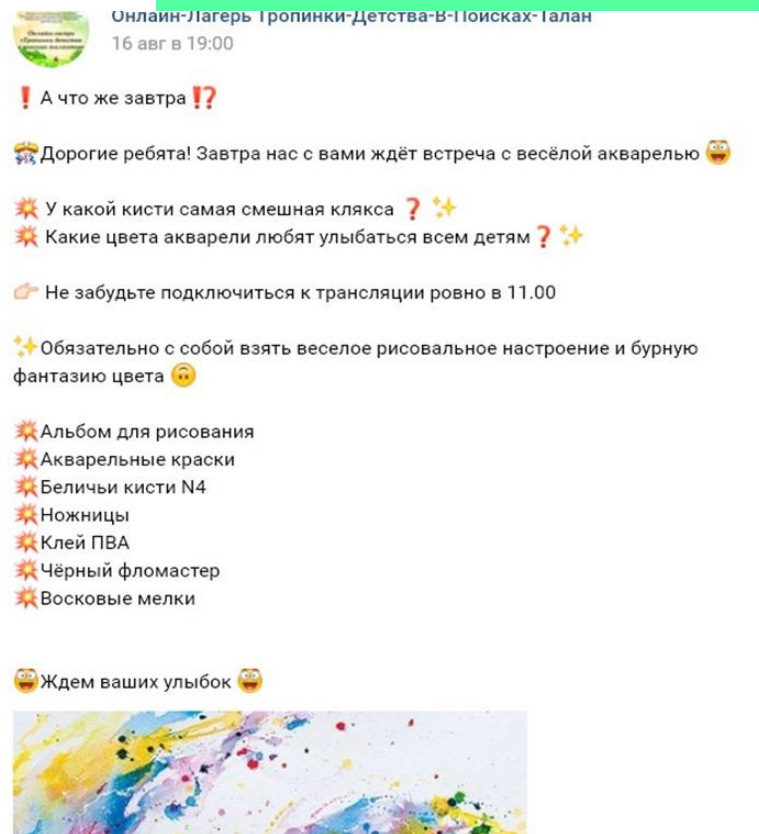 Онлайн-Лагерь Тропинки-Детства-В-Поисках-Талан
16 авг в 19:00
❗ А что же завтра ⁉
🎊Дорогие ребята! Завтра нас с вами ждёт встреча с весёлой акварелью 😀
💥 У какой кисти самая смешная клякса ❓ ✨
💥 Какие цвета акварели любят улыбаться всем детям❓ ✨
👉🏻 Не забудьте подключиться к трансляции ровно в 11.00
✨Обязательно с собой взять веселое рисовальное настроение и бурную
фантазию цвета 🙃
💥Альбом для рисования
💥Акварельные краски
💥Беличьи кисти N4
💥Ножницы
💥Клей ПВА
💥Чёрный фломастер
💥Восковые мелки
😀Ждем ваших улыбок 😀